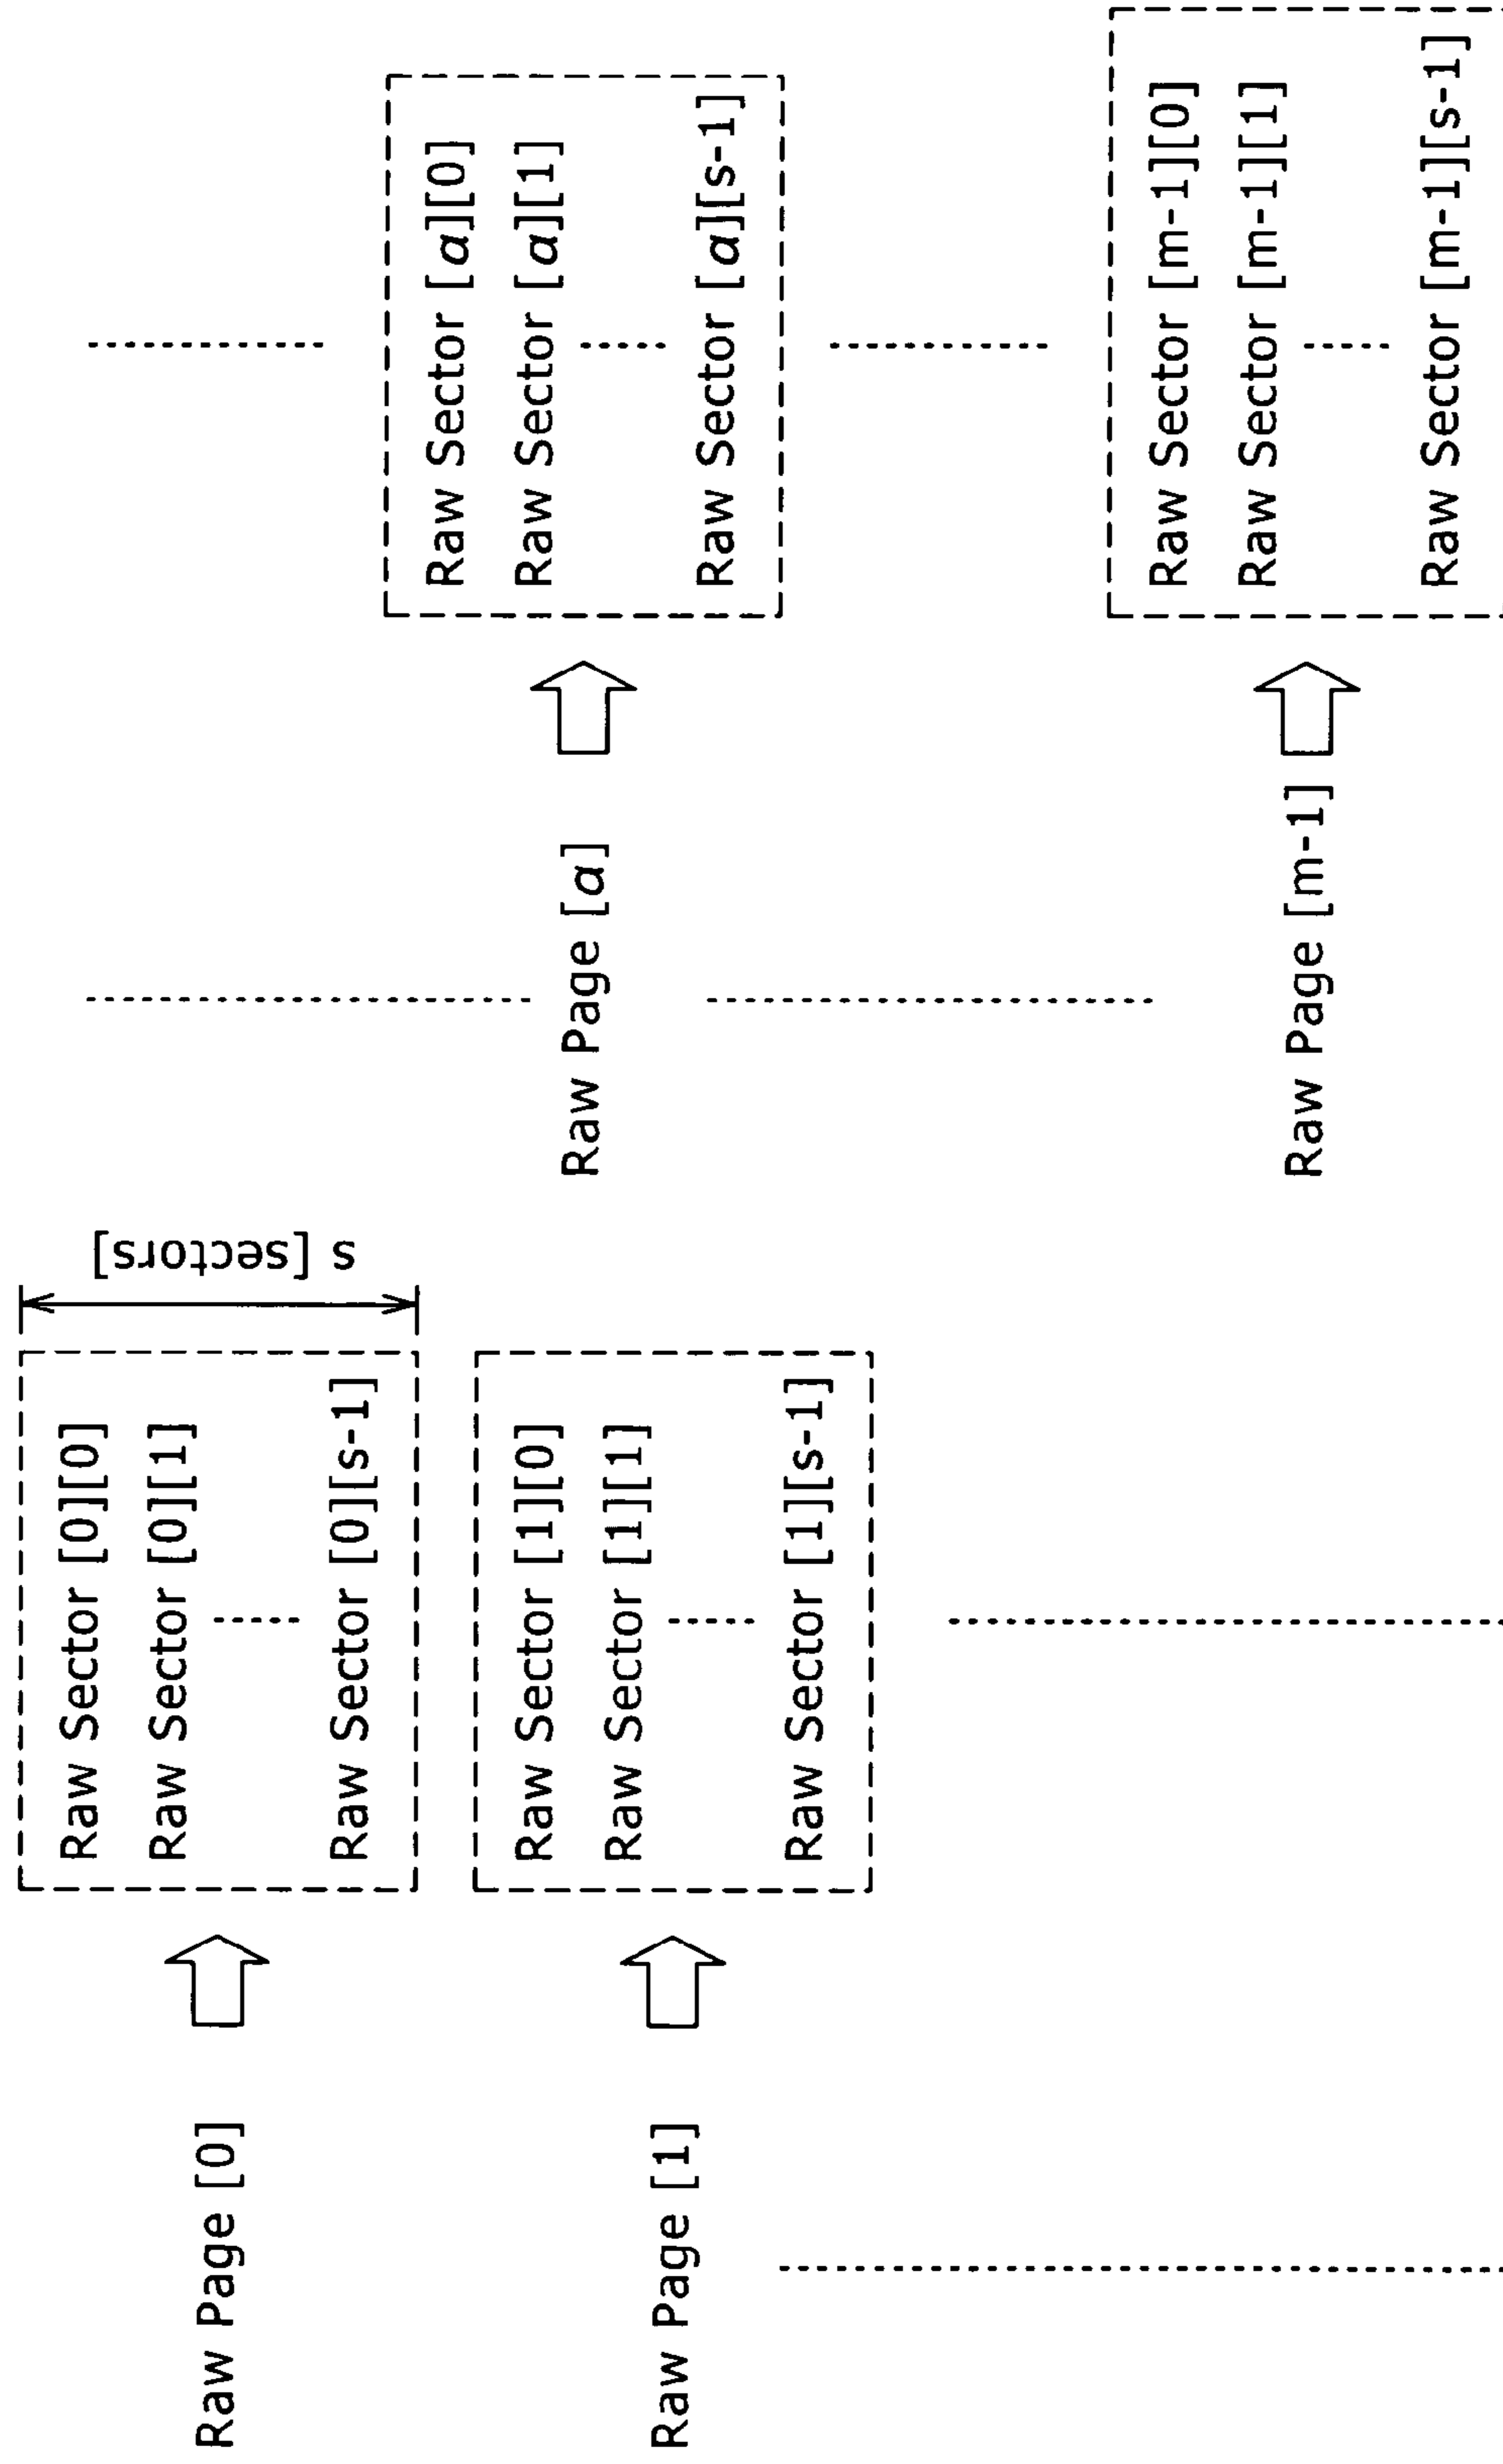 Raw Page [0]
Raw Sector [0][0]
Raw Sector [0][1]
Raw Sector [0][s-1]
s [sectors]
Raw Page [1]
Raw Sector [1][0]
Raw Sector [1][1]
Raw Sector [1][s-1]
Raw Page [a]
Raw Sector [a][0]
Raw Sector [a][1]
Raw Sector [a][s-1]
Raw Page [m-1]
Raw Sector [m-1][0]
Raw Sector [m-1][1]
Raw Sector [m-1][s-1]